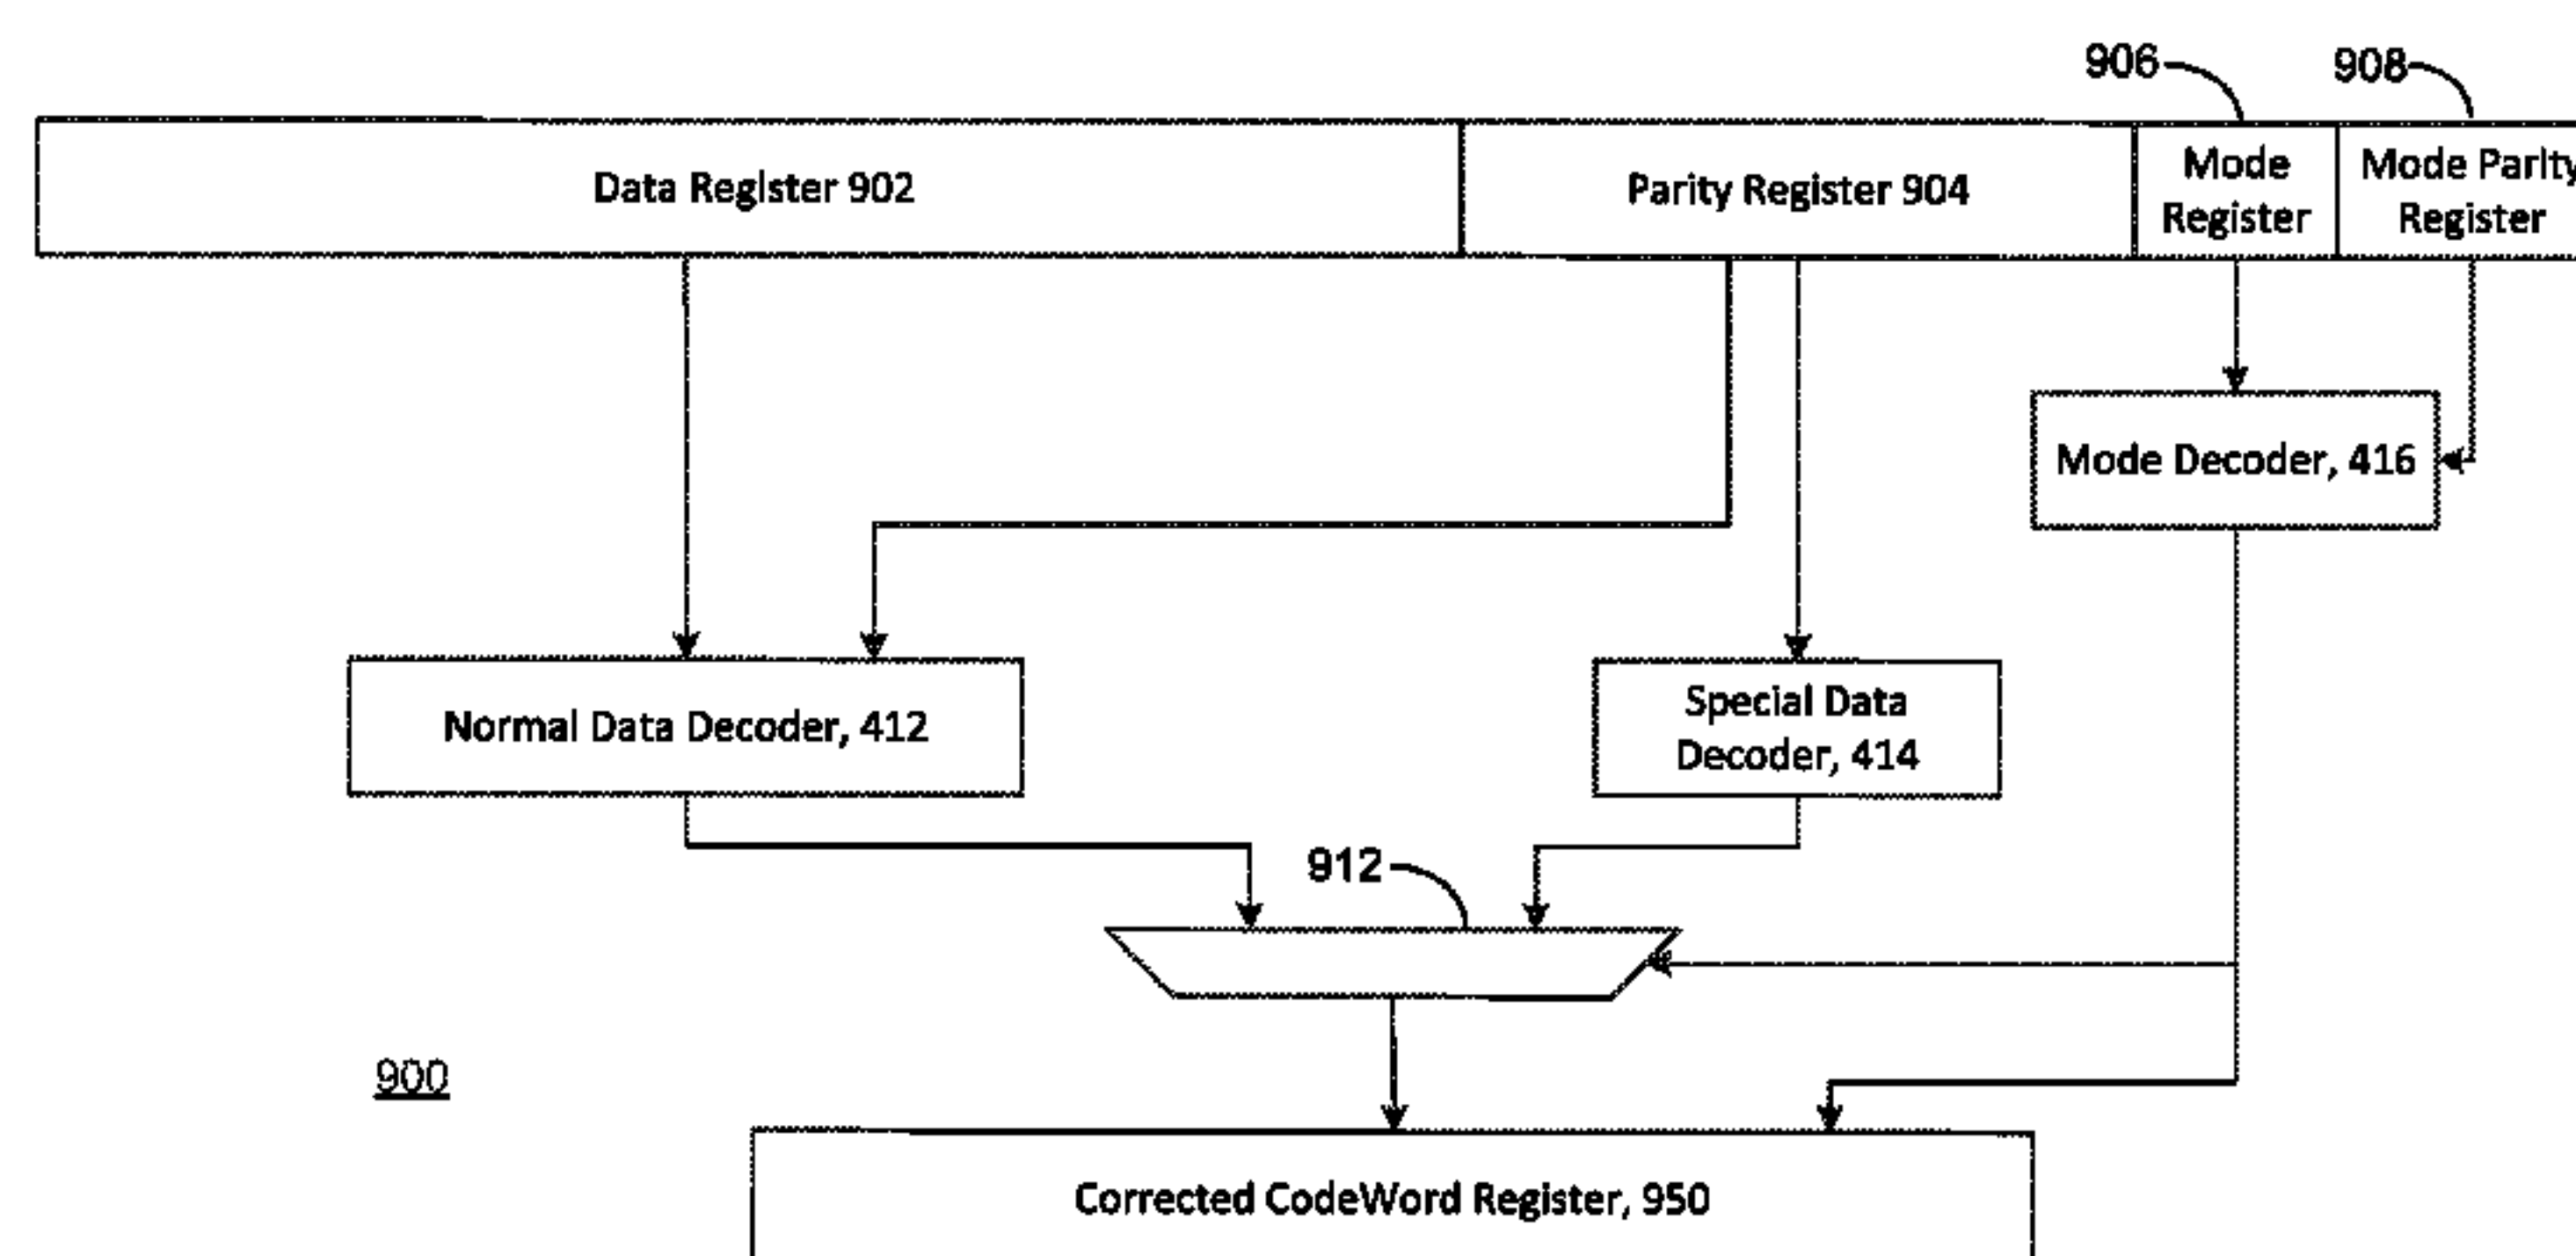 906
908
Data Register 902
Parity Register 904
Mode
Register
Mode Parity
Register
Mode Decoder, 416
Normal Data Decoder, 412
Special Data
Decoder, 414
912
900
Corrected CodeWord Register, 950